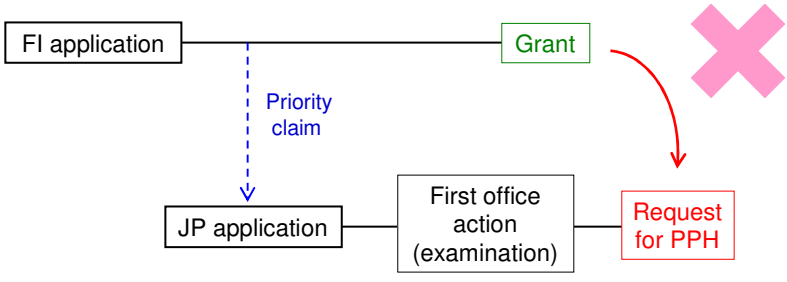 FI application
Grant
Priority
claim
JP application
First office
action
(examination)
Request
for PPH